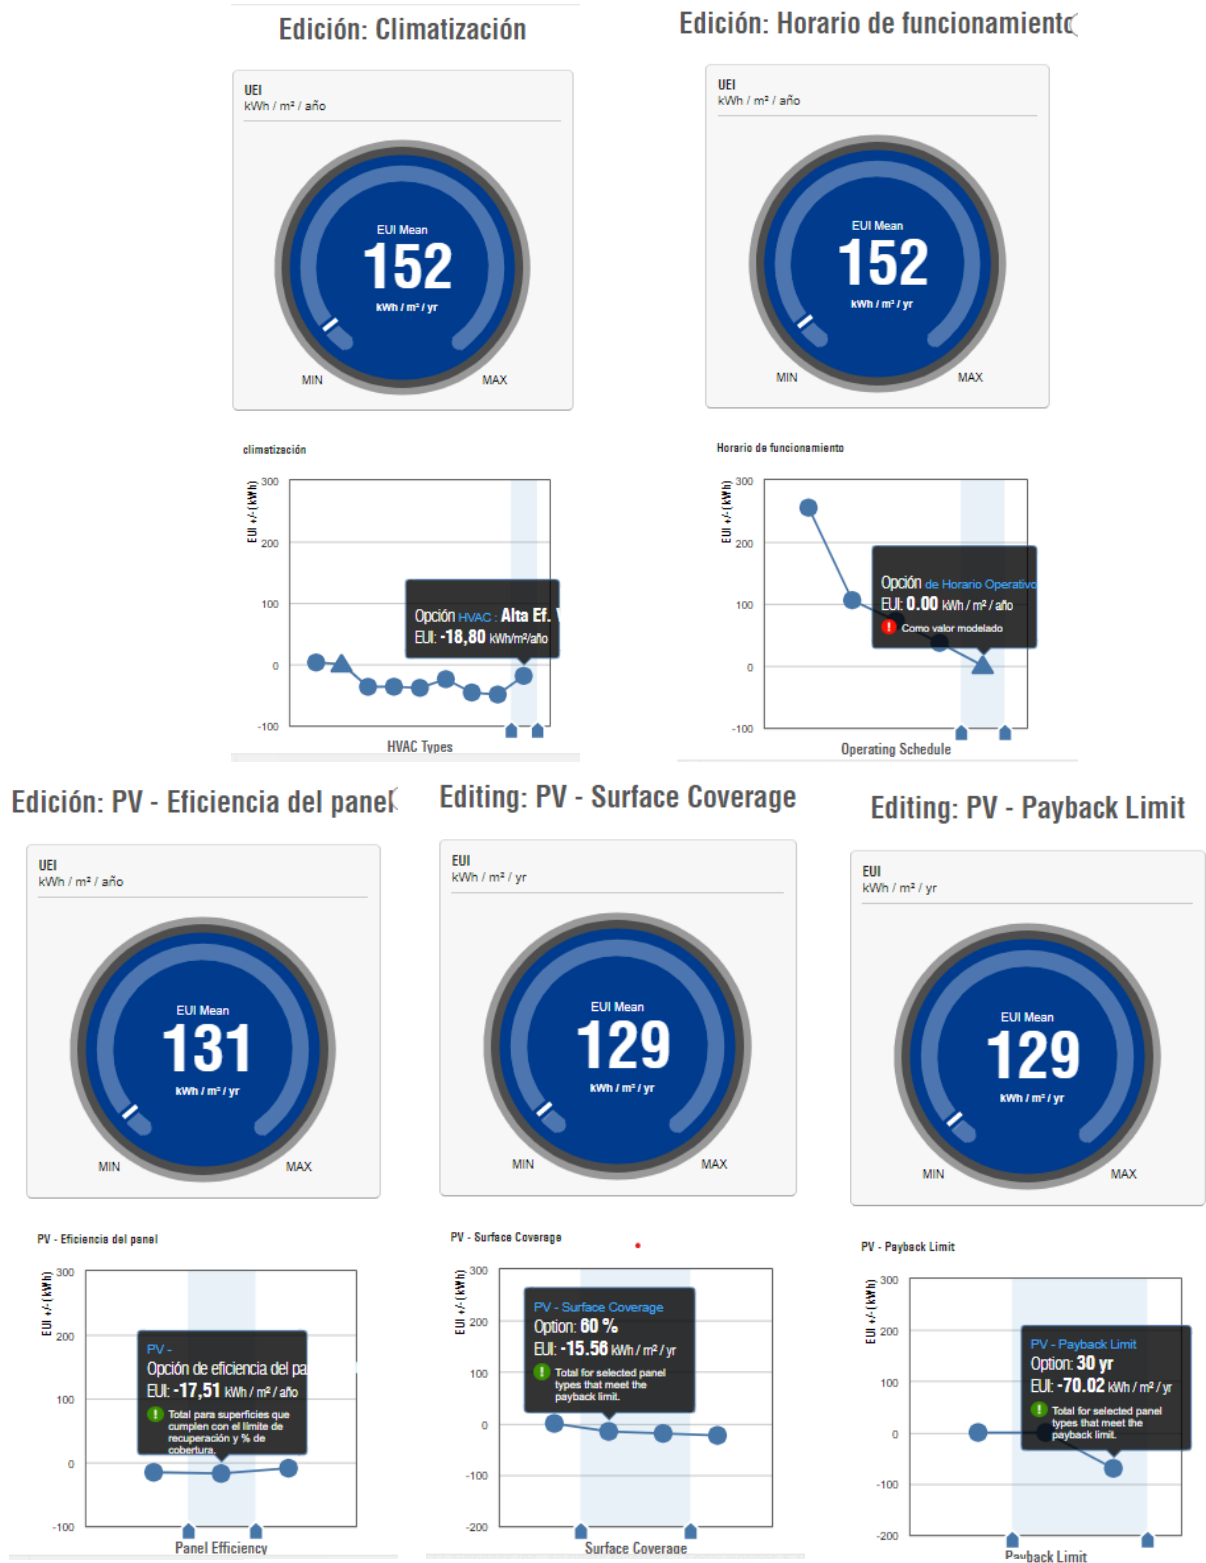 Edición: Climatización
UEI
kWh / m² / año
EUI Mean
152
kWh / m² / yr
MIN
MAX
climatización
EUI +/- (kWh)
300
200
100
0
-100
Opción HVAC : Alta Ef.
EUI: -18,80 kWh/m²/año
HVAC Types
Edición: Horario de funcionamiento
UEI
kWh / m² / año
EUI Mean
152
kWh / m² / yr
MIN
MAX
Horario de funcionamiento
EUI +/- (kWh)
300
200
100
0
-100
Opción de Horario Operativo
EUI: 0.00 kWh / m² / año
Como valor modelado
Operating Schedule
Edición: PV - Eficiencia del panel
UEI
kWh / m² / año
EUI Mean
131
kWh / m² / yr
MIN
MAX
PV - Eficiencia del panel
EUI +/- (kWh)
300
200
100
0
-100
PV -
Opción de eficiencia del pa
EUI: -17,51 kWh / m² / año
Total para superficies que
cumplen con el límite de
recuperación y % de
cobertura.
Panel Efficiency
Editing: PV - Surface Coverage
EUI
kWh / m² / yr
EUI Mean
129
kWh / m² / yr
MIN
MAX
PV - Surface Coverage
EUI +/- (kWh)
300
200
100
0
-100
-200
PV - Surface Coverage
Option: 60 %
EUI: -15.56 kWh / m² / yr
Total for selected panel
types that meet the
payback limit.
Surface Coverage
Editing: PV - Payback Limit
EUI
kWh / m² / yr
EUI Mean
129
kWh / m² / yr
MIN
MAX
PV - Payback Limit
EUI +/- (kWh)
300
200
100
0
-100
-200
PV - Payback Limit
Option: 30 yr
EUI: -70.02 kWh / m² / yr
Total for selected panel
types that meet the
payback limit.
Payback Limit